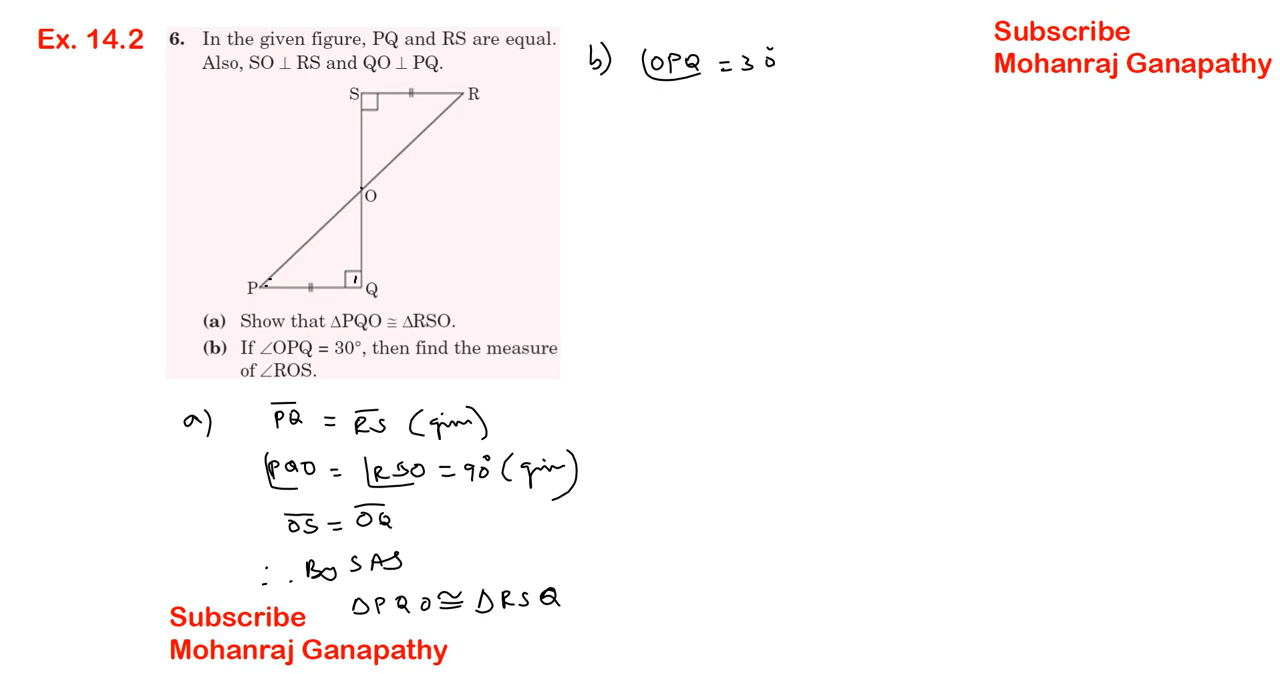 Ex. 14.2
6. In the given figure, PQ and RS are equal.
Also, SO ⊥ RS and QO ⊥ PQ.
S
R
O
P
Q
(a) Show that ΔPQO ≅ ΔRSO.
(b) If ∠OPQ = 30°, then find the measure
of ∠ROS.
a) PQ = RS (given)
∠PQO = ∠RSO = 90° (given)
OS = OQ
∴ By SAS
ΔPQO ≅ ΔRSQ
Subscribe
Mohanraj Ganapathy
b) ∠OPQ = 30°
Subscribe
Mohanraj Ganapathy